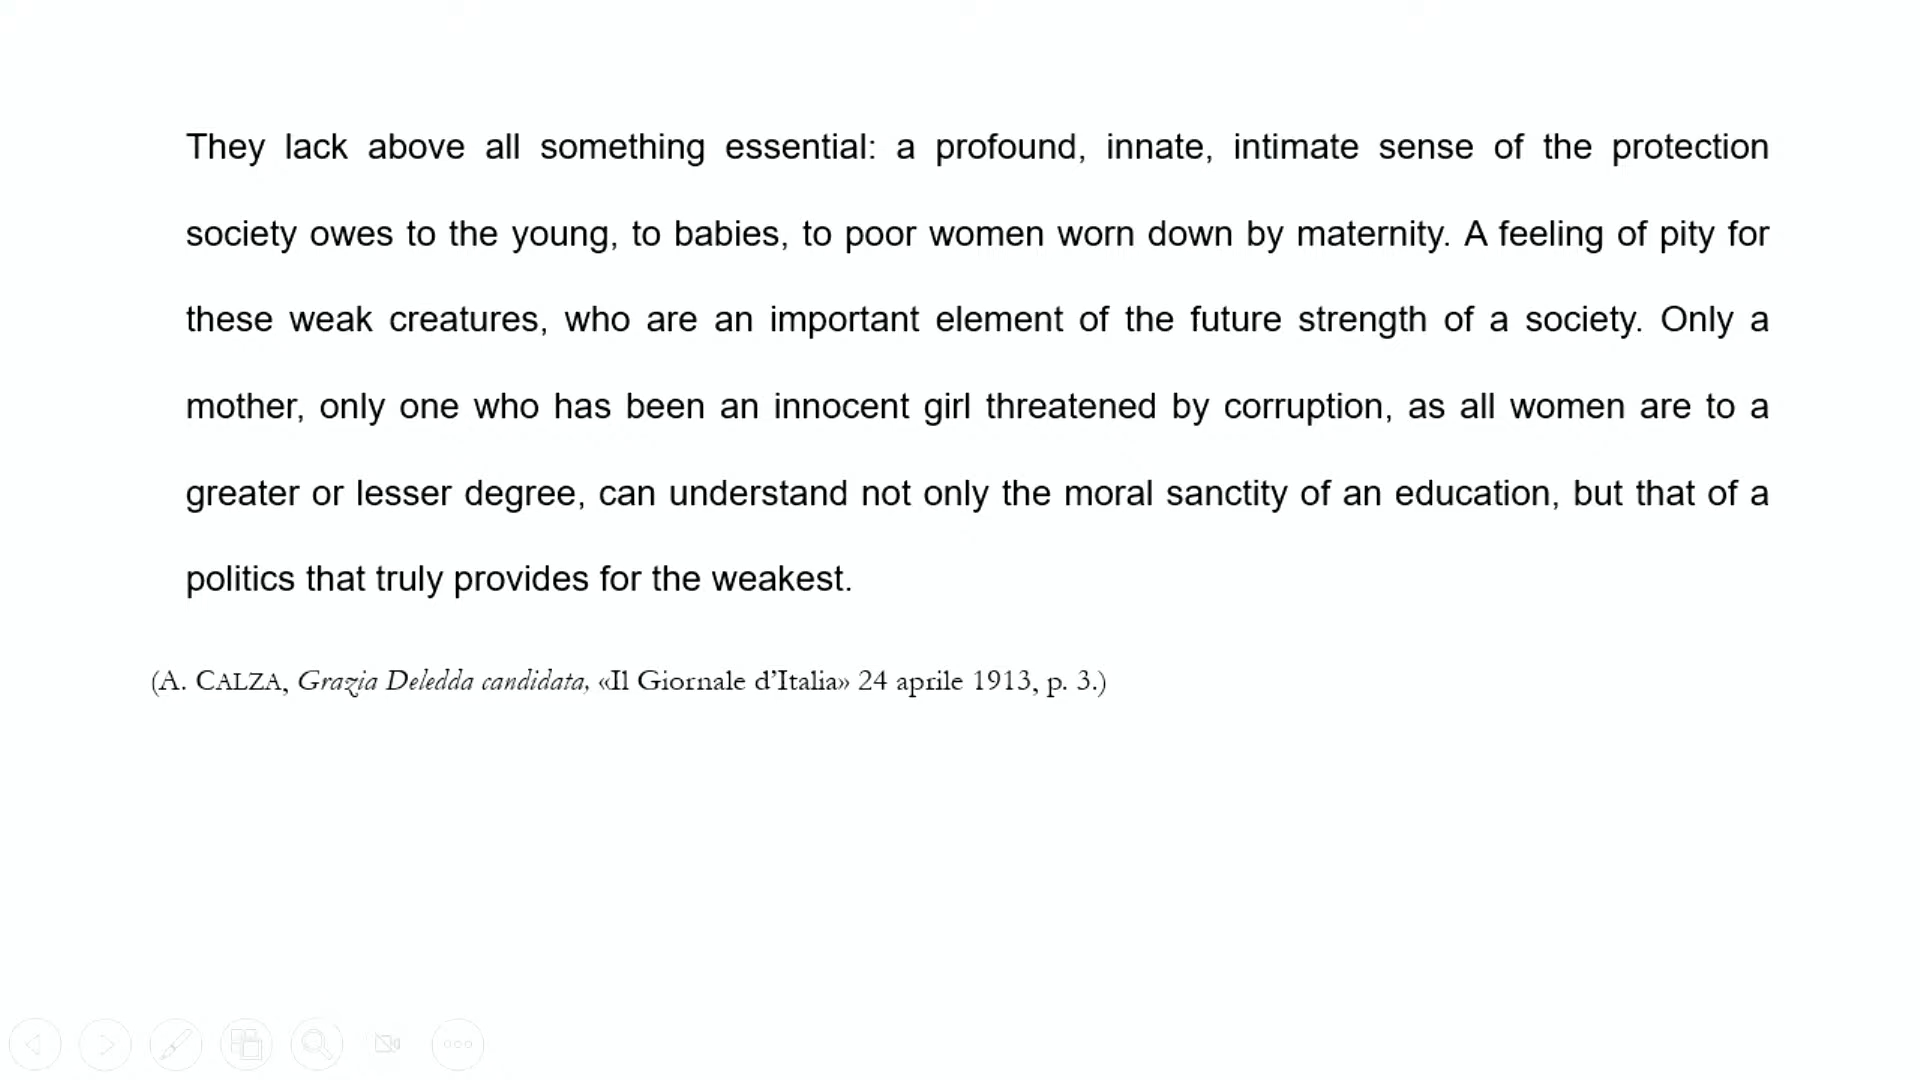 They lack above all something essential: a profound, innate, intimate sense of the protection
society owes to the young, to babies, to poor women worn down by maternity. A feeling of pity for
these weak creatures, who are an important element of the future strength of a society. Only a
mother, only one who has been an innocent girl threatened by corruption, as all women are to a
greater or lesser degree, can understand not only the moral sanctity of an education, but that of a
politics that truly provides for the weakest.
(A. CALZA, Grazia Deledda candidata, «Il Giornale d’Italia» 24 aprile 1913, p. 3.)